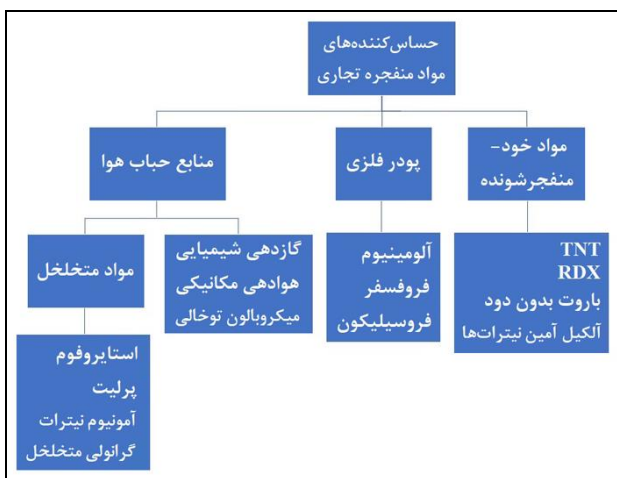 حساس‌کننده‌های
مواد منفجره تجاری
مواد خود-
منفجرشونده
پودر فلزی
منابع حباب هوا
TNT
RDX
باروت بدون دود
آلکیل آمین نیترات‌ها
آلومینیوم
فروفسفر
فروسیلیکون
گازدهی شیمیایی
هوادهی مکانیکی
میکروبالون توخالی
مواد متخلخل
استایروفوم
پرلیت
آمونیوم نیترات
گرانولی متخلخل